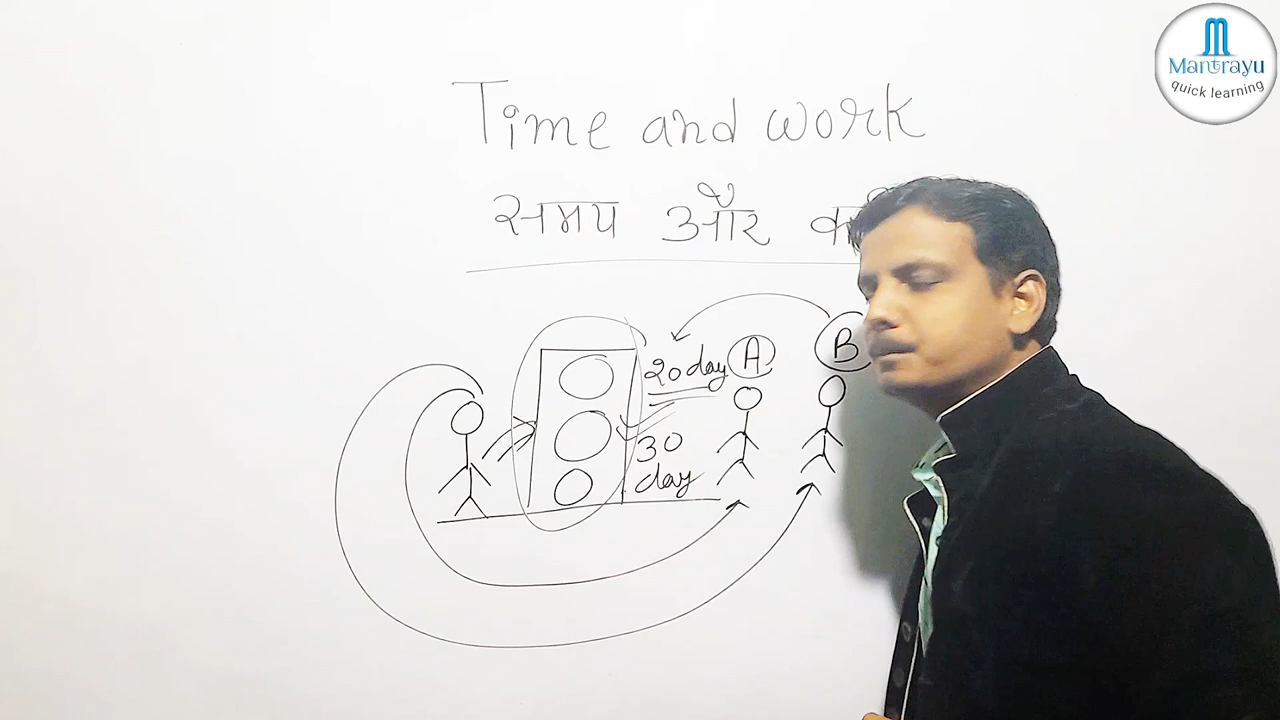 Mantrayu
quick learning
Time and work
समय और
20 day A
B
30
day